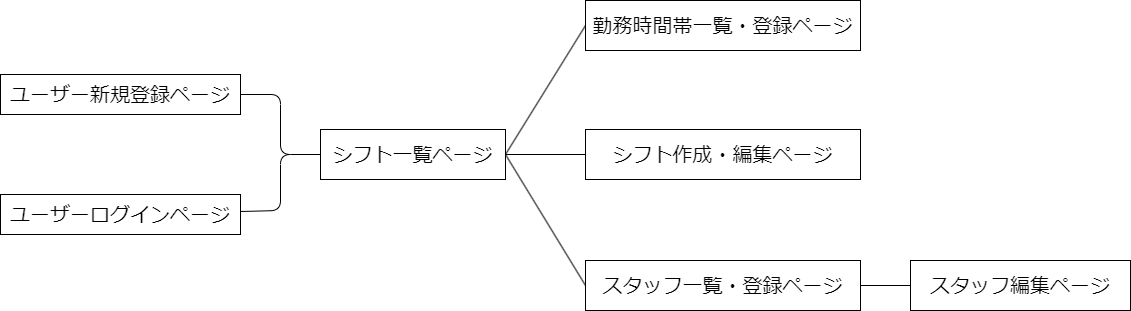 勤務時間帯一覧・登録ページ
ユーザー新規登録ページ
シフト一覧ページ
シフト作成・編集ページ
ユーザーログインページ
スタッフ一覧・登録ページ
スタッフ編集ページ